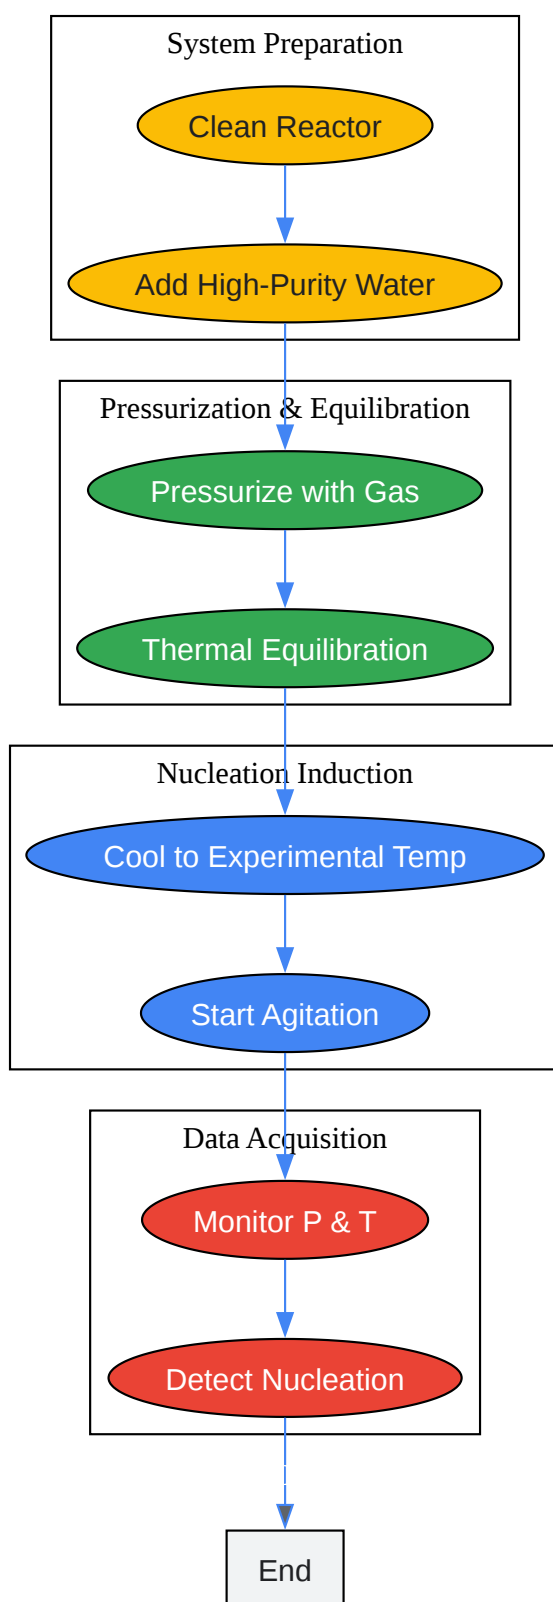 System Preparation
Clean Reactor
Add High-Purity Water
Pressurization & Equilibration
Pressurize with Gas
Thermal Equilibration
Nucleation Induction
Cool to Experimental Temp
Start Agitation
Data Acquisition
Monitor P & T
Detect Nucleation
End